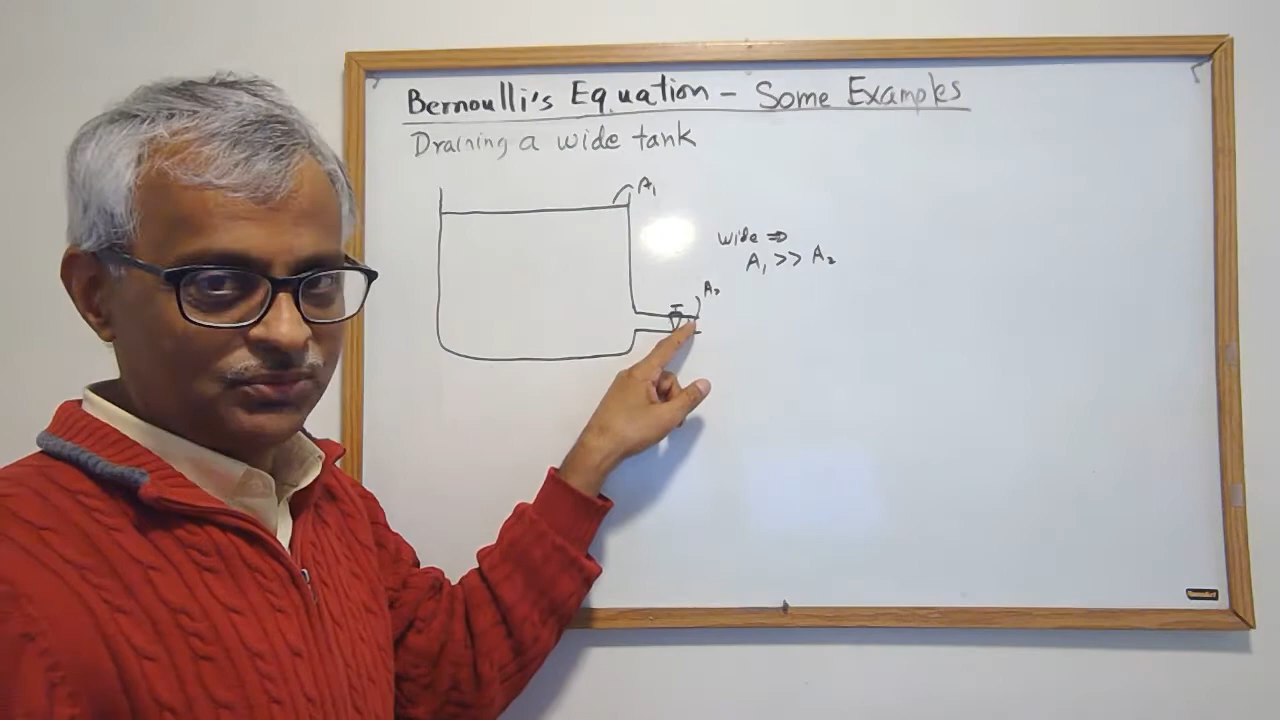 Bernoulli's Equation - Some Examples
Draining a wide tank
A₁
wide ⇒
A₁ >> A₂
A₂